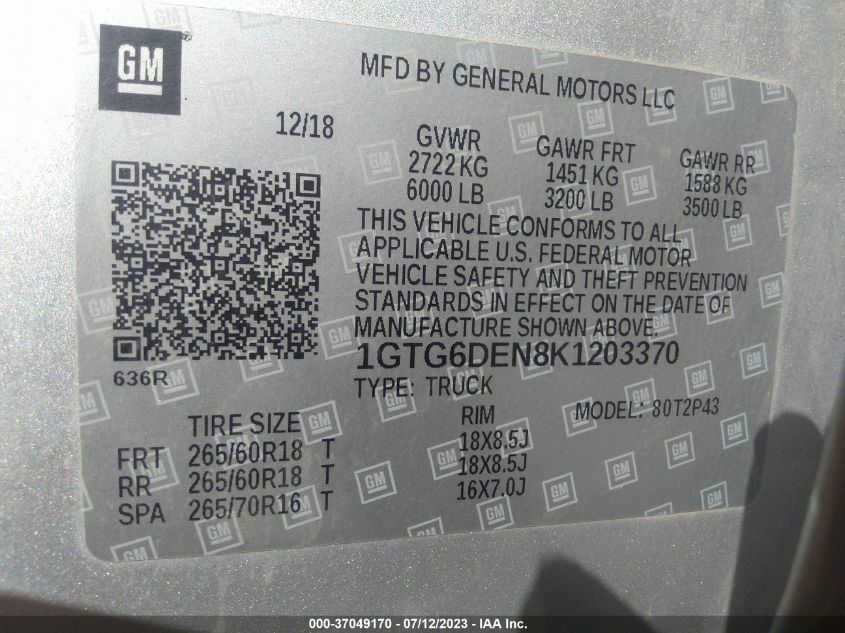 GM
MFD BY GENERAL MOTORS LLC
12/18
GVWR GAWR FRT GAWR RR
2722 KG 1451 KG 1588 KG
6000 LB 3200 LB 3500 LB
THIS VEHICLE CONFORMS TO ALL
APPLICABLE U.S. FEDERAL MOTOR
VEHICLE SAFETY AND THEFT PREVENTION
STANDARDS IN EFFECT ON THE DATE OF
MANUFACTURE SHOWN ABOVE.
1GTG6DEN8K1203370
636R
TYPE: TRUCK MODEL: 80T2P43
TIRE SIZE RIM
FRT 265/60R18 T 18X8.5J
RR 265/60R18 T 18X8.5J
SPA 265/70R16 T 16X7.0J
000-37049170 - 07/12/2023 - IAA Inc.